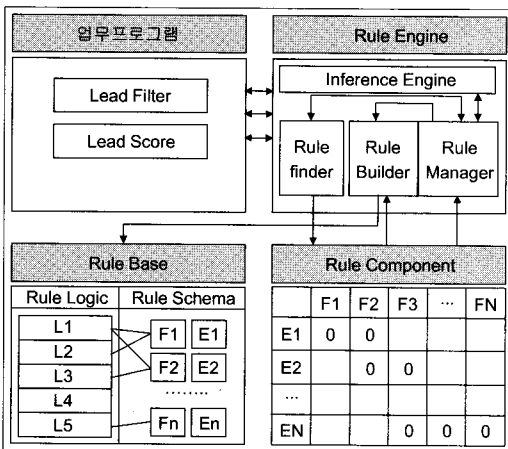 업무프로그램
Lead Filter
Lead Score
Rule Engine
Inference Engine
Rule
finder
Rule
Builder
Rule
Manager
Rule Base
Rule Logic
Rule Schema
L1
L2
L3
L4
L5
F1 E1
F2 E2
........
Fn En
Rule Component
F1 F2 F3 ... FN
E1 0 0
E2 0 0
...
EN 0 0 0